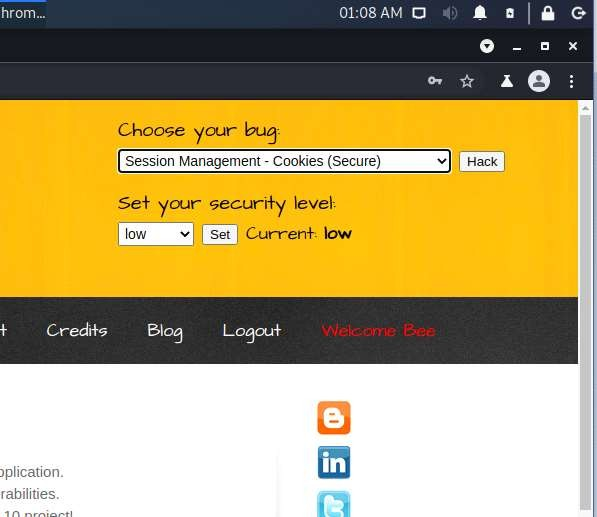 hrom...
01:08 AM
Choose your bug:
Session Management - Cookies (Secure)
Hack
Set your security level:
low
Set
Current: low
t
Credits
Blog
Logout
Welcome Bee
in
t
pplication.
rabilities.
10 project!